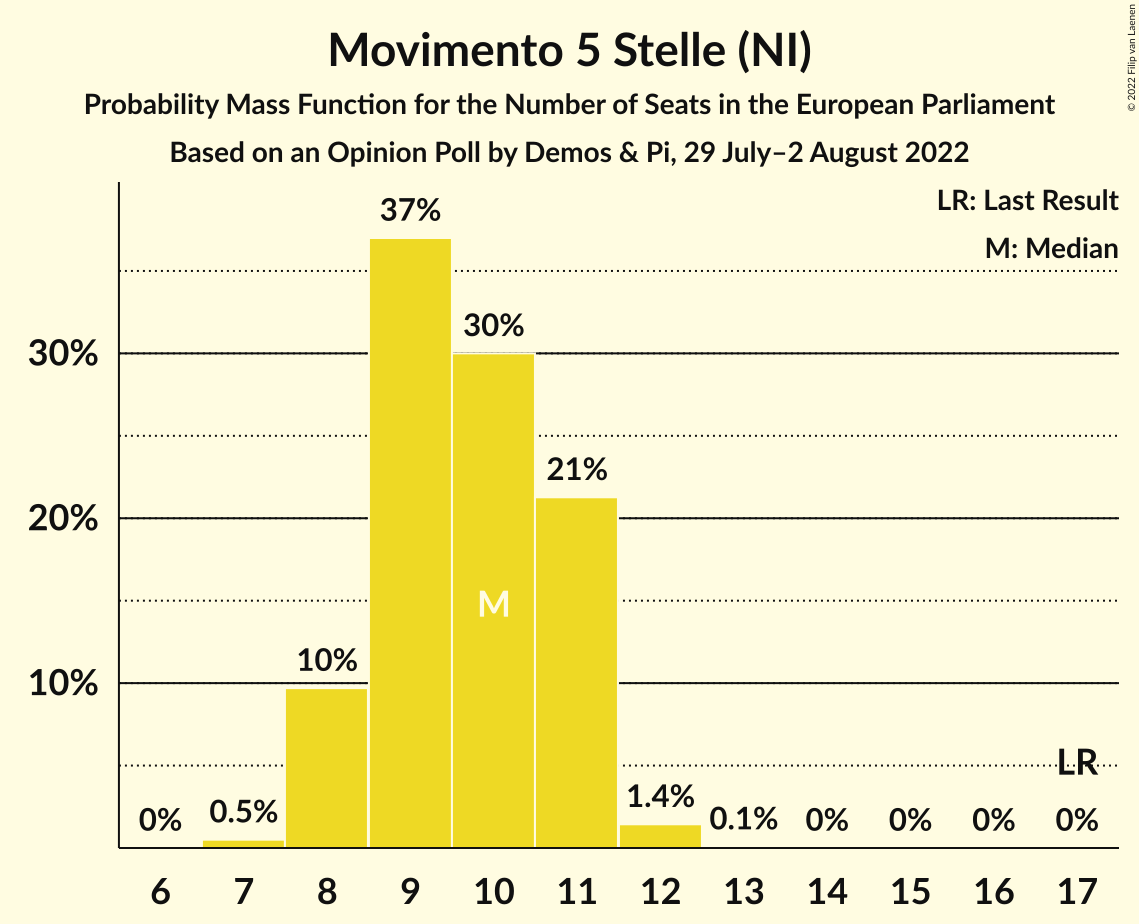 © 2022 Filip van Laenen
Movimento 5 Stelle (NI)
Probability Mass Function for the Number of Seats in the European Parliament
Based on an Opinion Poll by Demos & Pi, 29 July–2 August 2022
LR: Last Result
M: Median
37%
30%
30%
21%
20%
M
10%
10%
LR
0%
0.5%
1.4%
0.1%
0%
0%
0%
0%
6 7 8 9 10 11 12 13 14 15 16 17